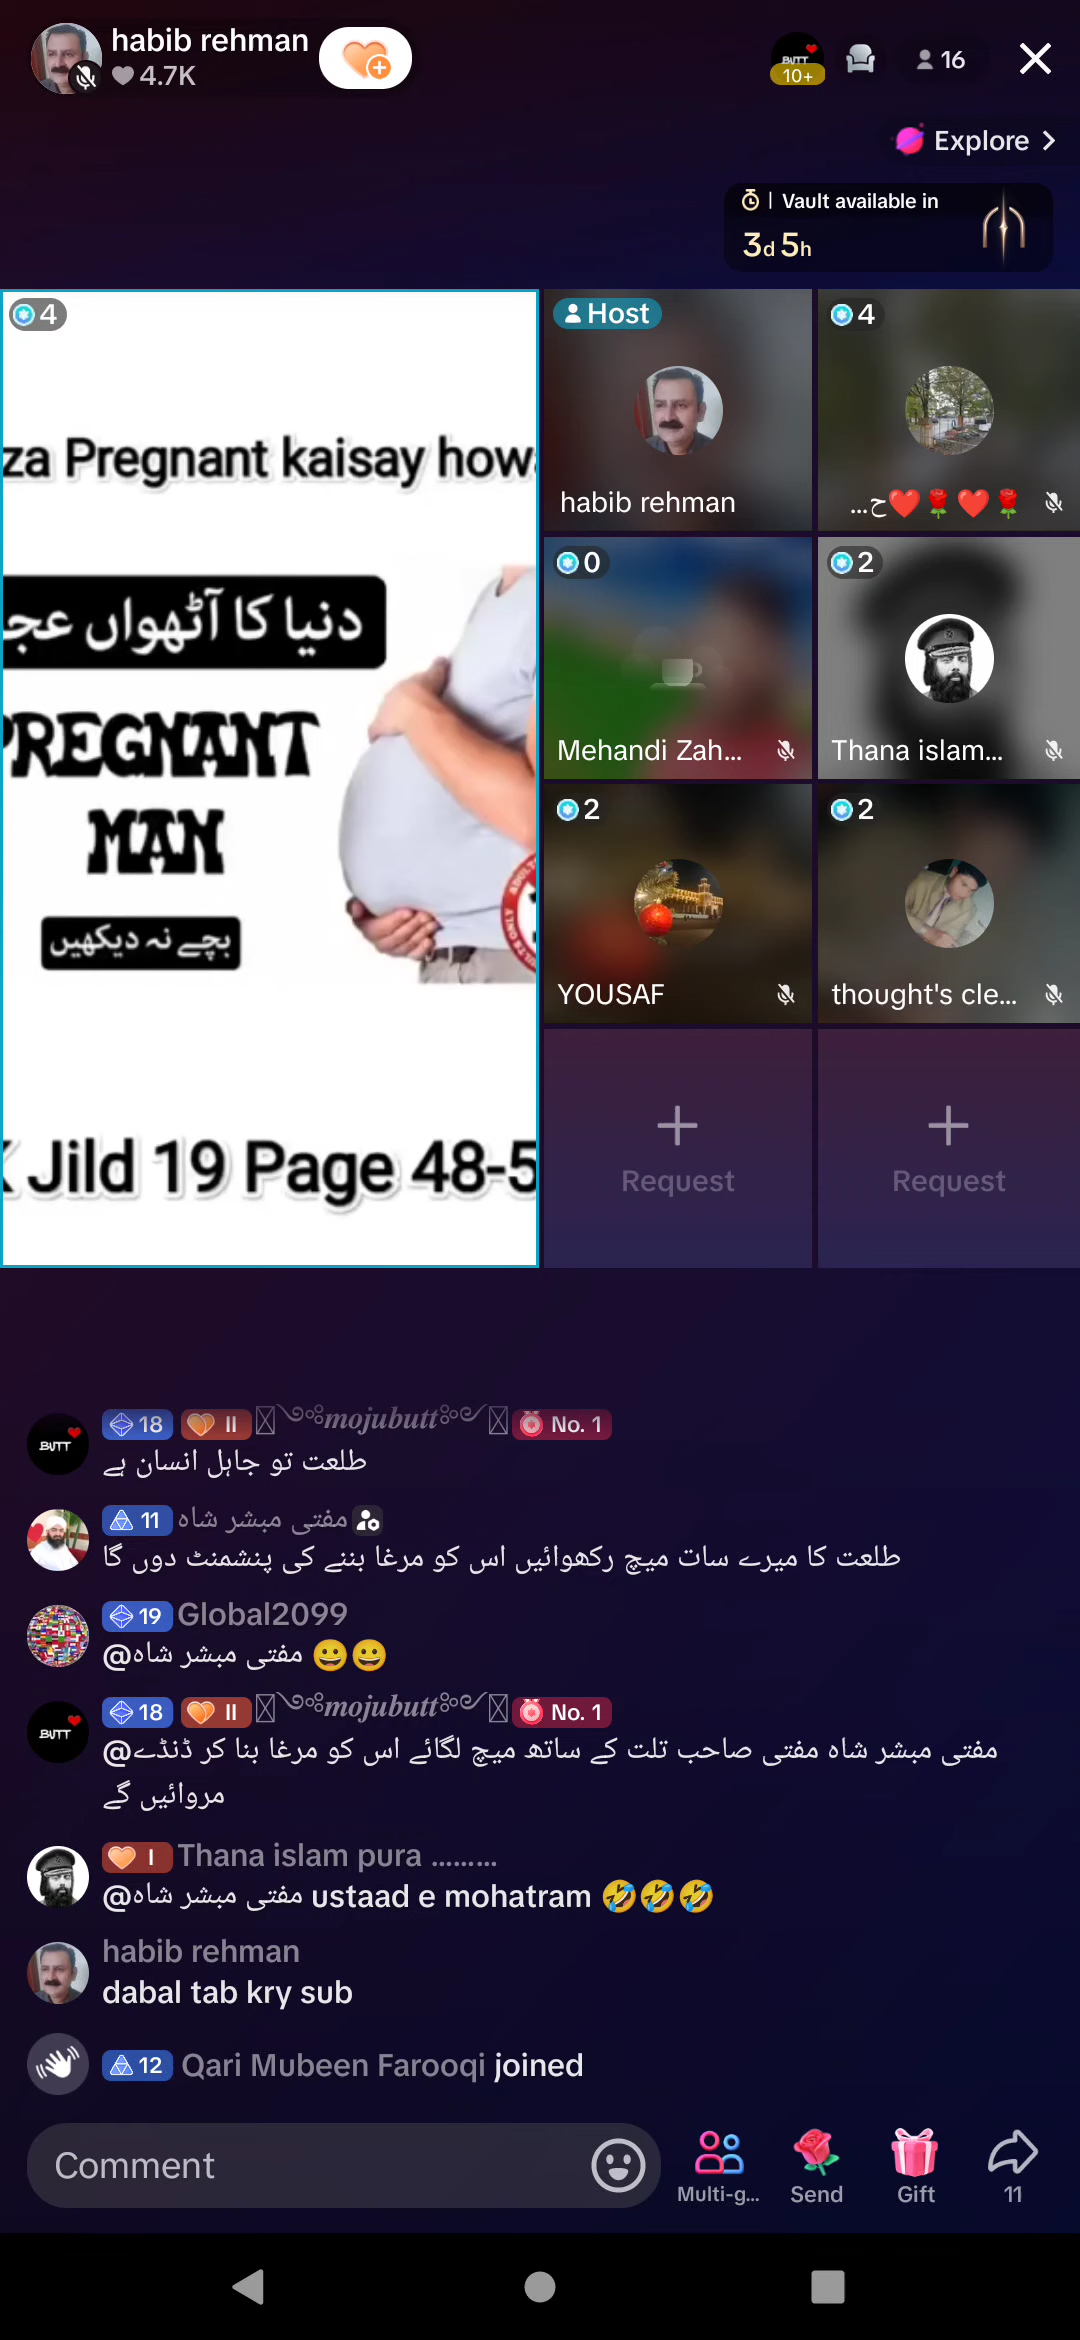 habib rehman
4.7K
10+
16
Explore
Vault available in
3d 5h
4
za Pregnant kaisay how
دنیا کا آٹھواں عج
PREGNANT
MAN
بچے نہ دیکھیں
Jild 19 Page 48-5
Host
habib rehman
4
ح...❤️🌹❤️🌹
0
Mehandi Zah...
2
Thana islam...
2
YOUSAF
2
thought's cle...
Request
Request
BUTT
18 II mojubutt No. 1
طلعت تو جاہل انسان ہے
11 مفتی مبشر شاہ
طلعت کا میرے سات میچ رکھوائیں اس کو مرغا بننے کی پنشمنٹ دوں گا
19 Global2099
@مفتی مبشر شاہ 😀😀
BUTT
18 II mojubutt No. 1
@مفتی مبشر شاہ مفتی صاحب تلت کے ساتھ میچ لگائے اس کو مرغا بنا کر ڈنڈے
مروائیں گے
I Thana islam pura .........
@مفتی مبشر شاہ ustaad e mohatram 🤣🤣🤣
habib rehman
dabal tab kry sub
12 Qari Mubeen Farooqi joined
Comment
Multi-g...
Send
Gift
11